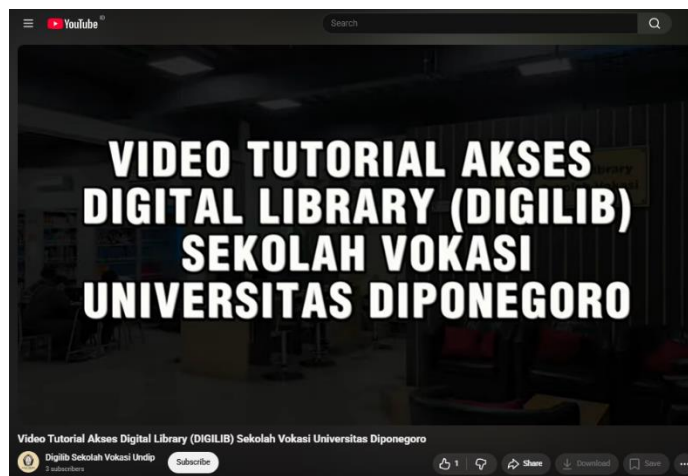 YouTube ID
Search
VIDEO TUTORIAL AKSES
DIGITAL LIBRARY (DIGILIB)
SEKOLAH VOKASI
UNIVERSITAS DIPONEGORO
Video Tutorial Akses Digital Library (DIGILIB) Sekolah Vokasi Universitas Diponegoro
Digilib Sekolah Vokasi Undip
3 subscribers
Subscribe
1
Share
Download
Save